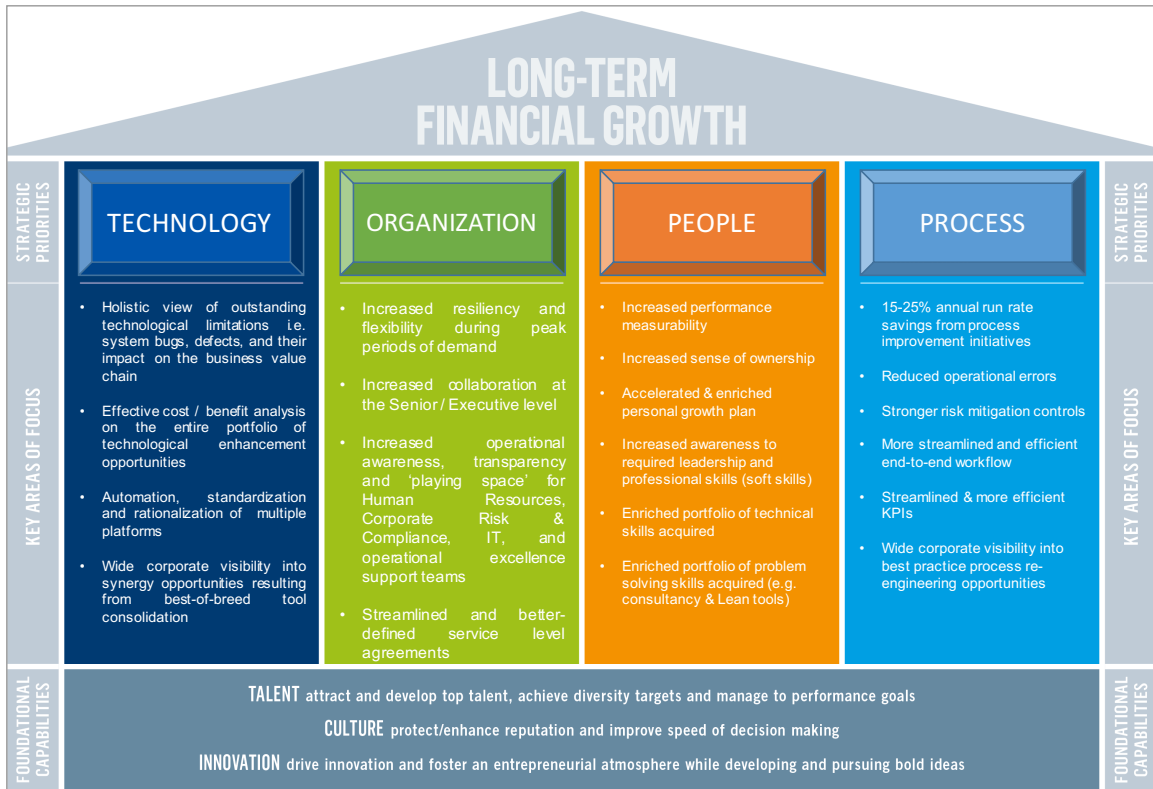 LONG-TERM
FINANCIAL GROWTH
STRATEGIC
PRIORITIES
TECHNOLOGY
ORGANIZATION
PEOPLE
PROCESS
STRATEGIC
PRIORITIES
KEY AREAS OF FOCUS
• Holistic view of outstanding
technological limitations i.e.
system bugs, defects, and their
impact on the business value
chain
• Effective cost / benefit analysis
on the entire portfolio of
technological enhancement
opportunities
• Automation, standardization
and rationalization of multiple
platforms
• Wide corporate visibility into
synergy opportunities resulting
from best-of-breed tool
consolidation
• Increased resiliency and
flexibility during peak
periods of demand
• Increased collaboration at
the Senior / Executive level
• Increased operational
awareness, transparency
and ‘playing space’ for
Human Resources,
Corporate Risk &
Compliance, IT, and
operational excellence
support teams
• Streamlined and better-
defined service level
agreements
• Increased performance
measurability
• Increased sense of ownership
• Accelerated & enriched
personal growth plan
• Increased awareness to
required leadership and
professional skills (soft skills)
• Enriched portfolio of technical
skills acquired
• Enriched portfolio of problem
solving skills acquired (e.g.
consultancy & Lean tools)
• 15-25% annual run rate
savings from process
improvement initiatives
• Reduced operational errors
• Stronger risk mitigation controls
• More streamlined and efficient
end-to-end workflow
• Streamlined & more efficient
KPIs
• Wide corporate visibility into
best practice process re-
engineering opportunities
KEY AREAS OF FOCUS
FOUNDATIONAL
CAPABILITIES
TALENT attract and develop top talent, achieve diversity targets and manage to performance goals
CULTURE protect/enhance reputation and improve speed of decision making
INNOVATION drive innovation and foster an entrepreneurial atmosphere while developing and pursuing bold ideas
FOUNDATIONAL
CAPABILITIES